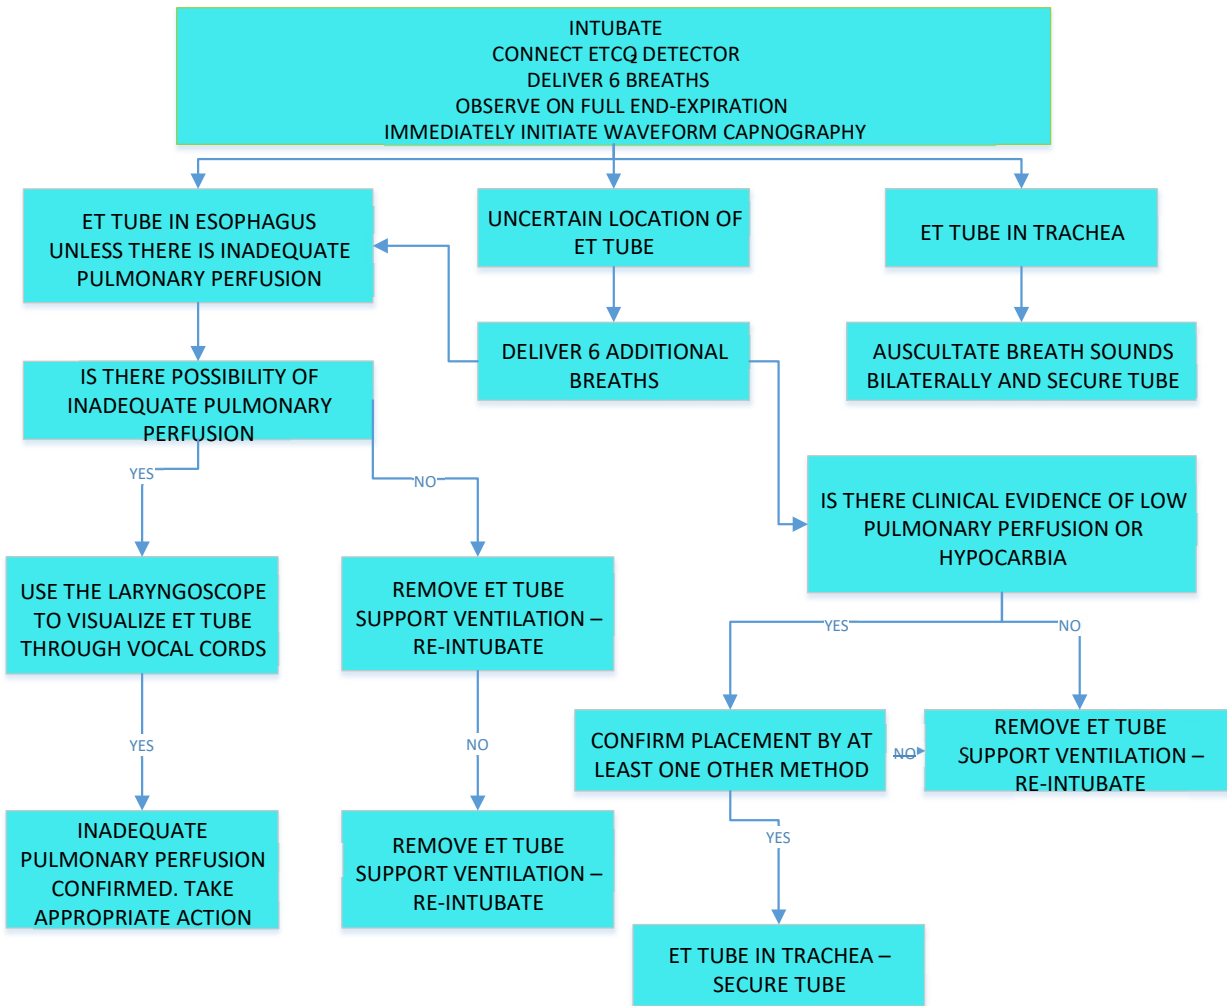 INTUBATE
CONNECT ETCO2 DETECTOR
DELIVER 6 BREATHS
OBSERVE ON FULL END-EXPIRATION
IMMEDIATELY INITIATE WAVEFORM CAPNOGRAPHY
ET TUBE IN ESOPHAGUS
UNLESS THERE IS INADEQUATE
PULMONARY PERFUSION
UNCERTAIN LOCATION OF
ET TUBE
ET TUBE IN TRACHEA
IS THERE POSSIBILITY OF
INADEQUATE PULMONARY
PERFUSION
DELIVER 6 ADDITIONAL
BREATHS
AUSCULTATE BREATH SOUNDS
BILATERALLY AND SECURE TUBE
YES
NO
IS THERE CLINICAL EVIDENCE OF LOW
PULMONARY PERFUSION OR
HYPOCARBIA
USE THE LARYNGOSCOPE
TO VISUALIZE ET TUBE
THROUGH VOCAL CORDS
REMOVE ET TUBE
SUPPORT VENTILATION –
RE-INTUBATE
YES
NO
YES
NO
CONFIRM PLACEMENT BY AT
LEAST ONE OTHER METHOD
NO
REMOVE ET TUBE
SUPPORT VENTILATION –
RE-INTUBATE
INADEQUATE
PULMONARY PERFUSION
CONFIRMED. TAKE
APPROPRIATE ACTION
REMOVE ET TUBE
SUPPORT VENTILATION –
RE-INTUBATE
YES
ET TUBE IN TRACHEA –
SECURE TUBE